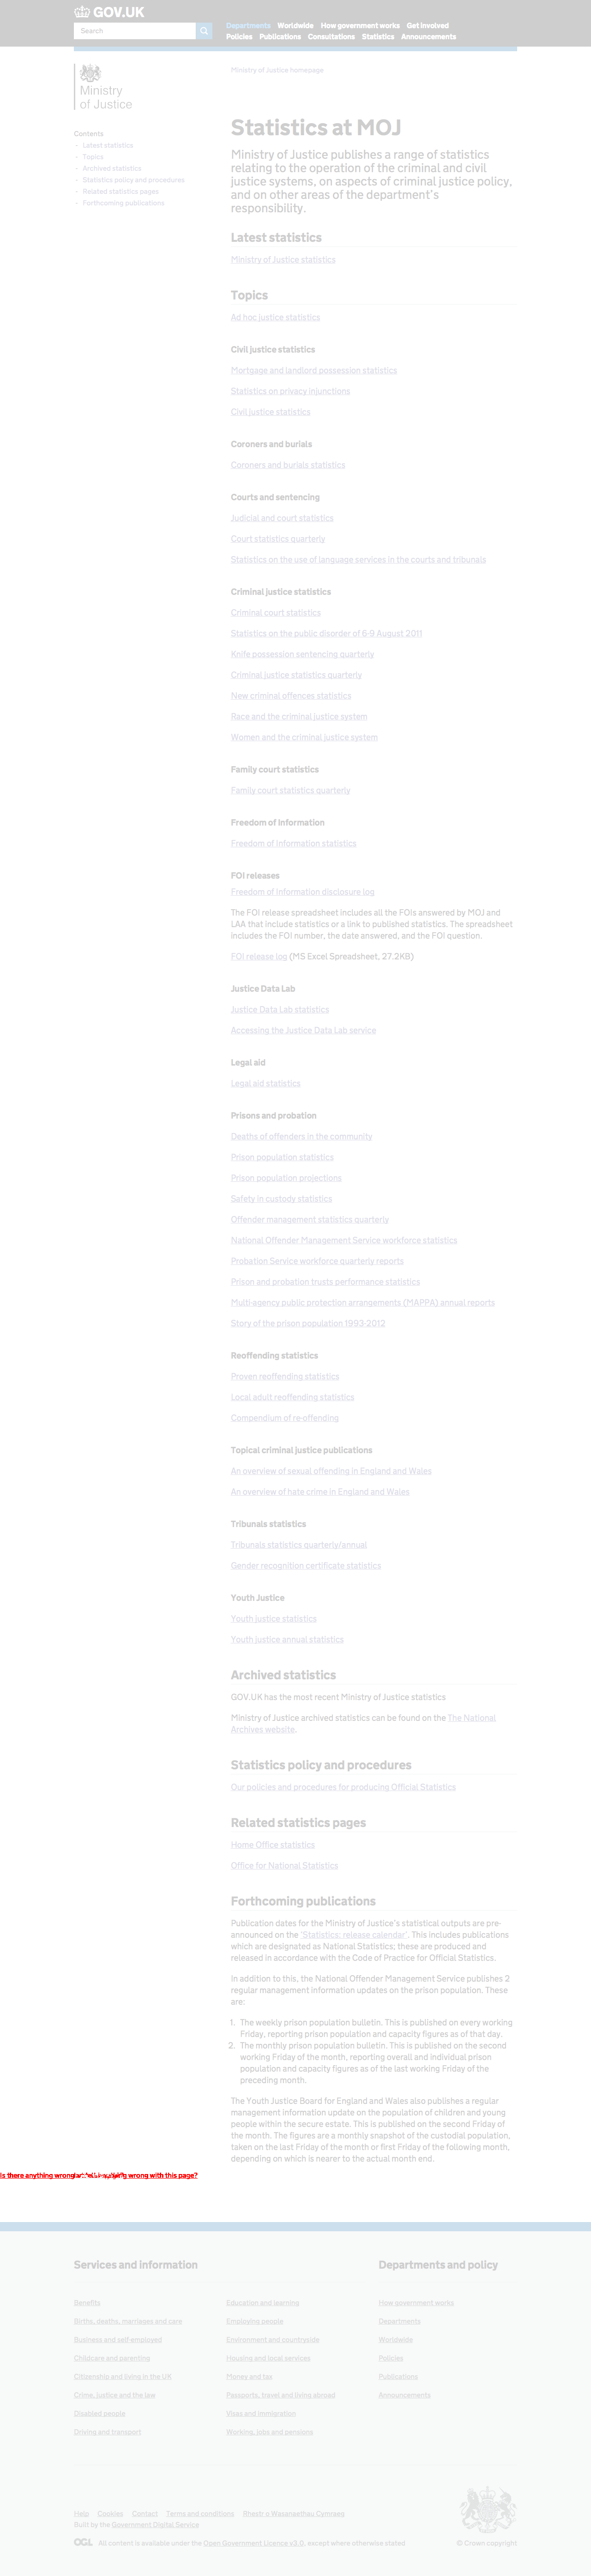 GOV.UK
Search
Departments Worldwide How government works Get involved
Policies Publications Consultations Statistics Announcements
Ministry
of Justice
Ministry of Justice homepage
Contents
- Latest statistics
- Topics
- Archived statistics
- Statistics policy and procedures
- Related statistics pages
- Forthcoming publications
Statistics at MOJ
Ministry of Justice publishes a range of statistics
relating to the operation of the criminal and civil
justice systems, on aspects of criminal justice policy,
and on other areas of the department's
responsibility.
Latest statistics
Ministry of Justice statistics
Topics
Ad hoc justice statistics
Civil justice statistics
Mortgage and landlord possession statistics
Statistics on privacy injunctions
Civil justice statistics
Coroners and burials
Coroners and burials statistics
Courts and sentencing
Judicial and court statistics
Court statistics quarterly
Statistics on the use of language services in the courts and tribunals
Criminal justice statistics
Criminal court statistics
Statistics on the public disorder of 6-9 August 2011
Knife possession sentencing quarterly
Criminal justice statistics quarterly
New criminal offences statistics
Race and the criminal justice system
Women and the criminal justice system
Family court statistics
Family court statistics quarterly
Freedom of Information
Freedom of Information statistics
FOI releases
Freedom of Information disclosure log
The FOI release spreadsheet includes all the FOIs answered by MOJ and
LAA that include statistics or a link to published statistics. The spreadsheet
includes the FOI number, the date answered, and the FOI question.
FOI release log (MS Excel Spreadsheet, 27.2KB)
Justice Data Lab
Justice Data Lab statistics
Accessing the Justice Data Lab service
Legal aid
Legal aid statistics
Prisons and probation
Deaths of offenders in the community
Prison population statistics
Prison population projections
Safety in custody statistics
Offender management statistics quarterly
National Offender Management Service workforce statistics
Probation Service workforce quarterly reports
Prison and probation trusts performance statistics
Multi-agency public protection arrangements (MAPPA) annual reports
Story of the prison population 1993-2012
Reoffending statistics
Proven reoffending statistics
Local adult reoffending statistics
Compendium of re-offending
Topical criminal justice publications
An overview of sexual offending in England and Wales
An overview of hate crime in England and Wales
Tribunals statistics
Tribunals statistics quarterly/annual
Gender recognition certificate statistics
Youth Justice
Youth justice statistics
Youth justice annual statistics
Archived statistics
GOV.UK has the most recent Ministry of Justice statistics
Ministry of Justice archived statistics can be found on the The National
Archives website.
Statistics policy and procedures
Our policies and procedures for producing Official Statistics
Related statistics pages
Home Office statistics
Office for National Statistics
Forthcoming publications
Publication dates for the Ministry of Justice's statistical outputs are pre-
announced on the 'Statistics: release calendar'. This includes publications
which are designated as National Statistics: these are produced and
released in accordance with the Code of Practice for Official Statistics.
In addition to this, the National Offender Management Service publishes 2
regular management information updates on the prison population. These
are:
1. The weekly prison population bulletin. This is published on every working
Friday, reporting prison population and capacity figures as of that day.
2. The monthly prison population bulletin. This is published on the second
working Friday of the month, reporting overall and individual prison
population and capacity figures as of the last working Friday of the
preceding month.
The Youth Justice Board for England and Wales also publishes a regular
management information update on the population of children and young
people within the secure estate. This is published on the second Friday of
the month. The figures are a monthly snapshot of the custodial population,
taken on the last Friday of the month or first Friday of the following month,
depending on which is nearer to the actual month end.
Is there anything wrong wrong with this page?
Services and information
Departments and policy
Benefits
Education and learning
How government works
Births, deaths, marriages and care
Employing people
Departments
Business and self-employed
Environment and countryside
Worldwide
Childcare and parenting
Housing and local services
Policies
Citizenship and living in the UK
Money and tax
Publications
Crime, justice and the law
Passports, travel and living abroad
Announcements
Disabled people
Visas and immigration
Driving and transport
Working, jobs and pensions
Help Cookies Contact Terms and conditions Rhestr o Wasanaethau Cymraeg
Built by the Government Digital Service
OGL All content is available under the Open Government Licence v3.0, except where otherwise stated
© Crown copyright